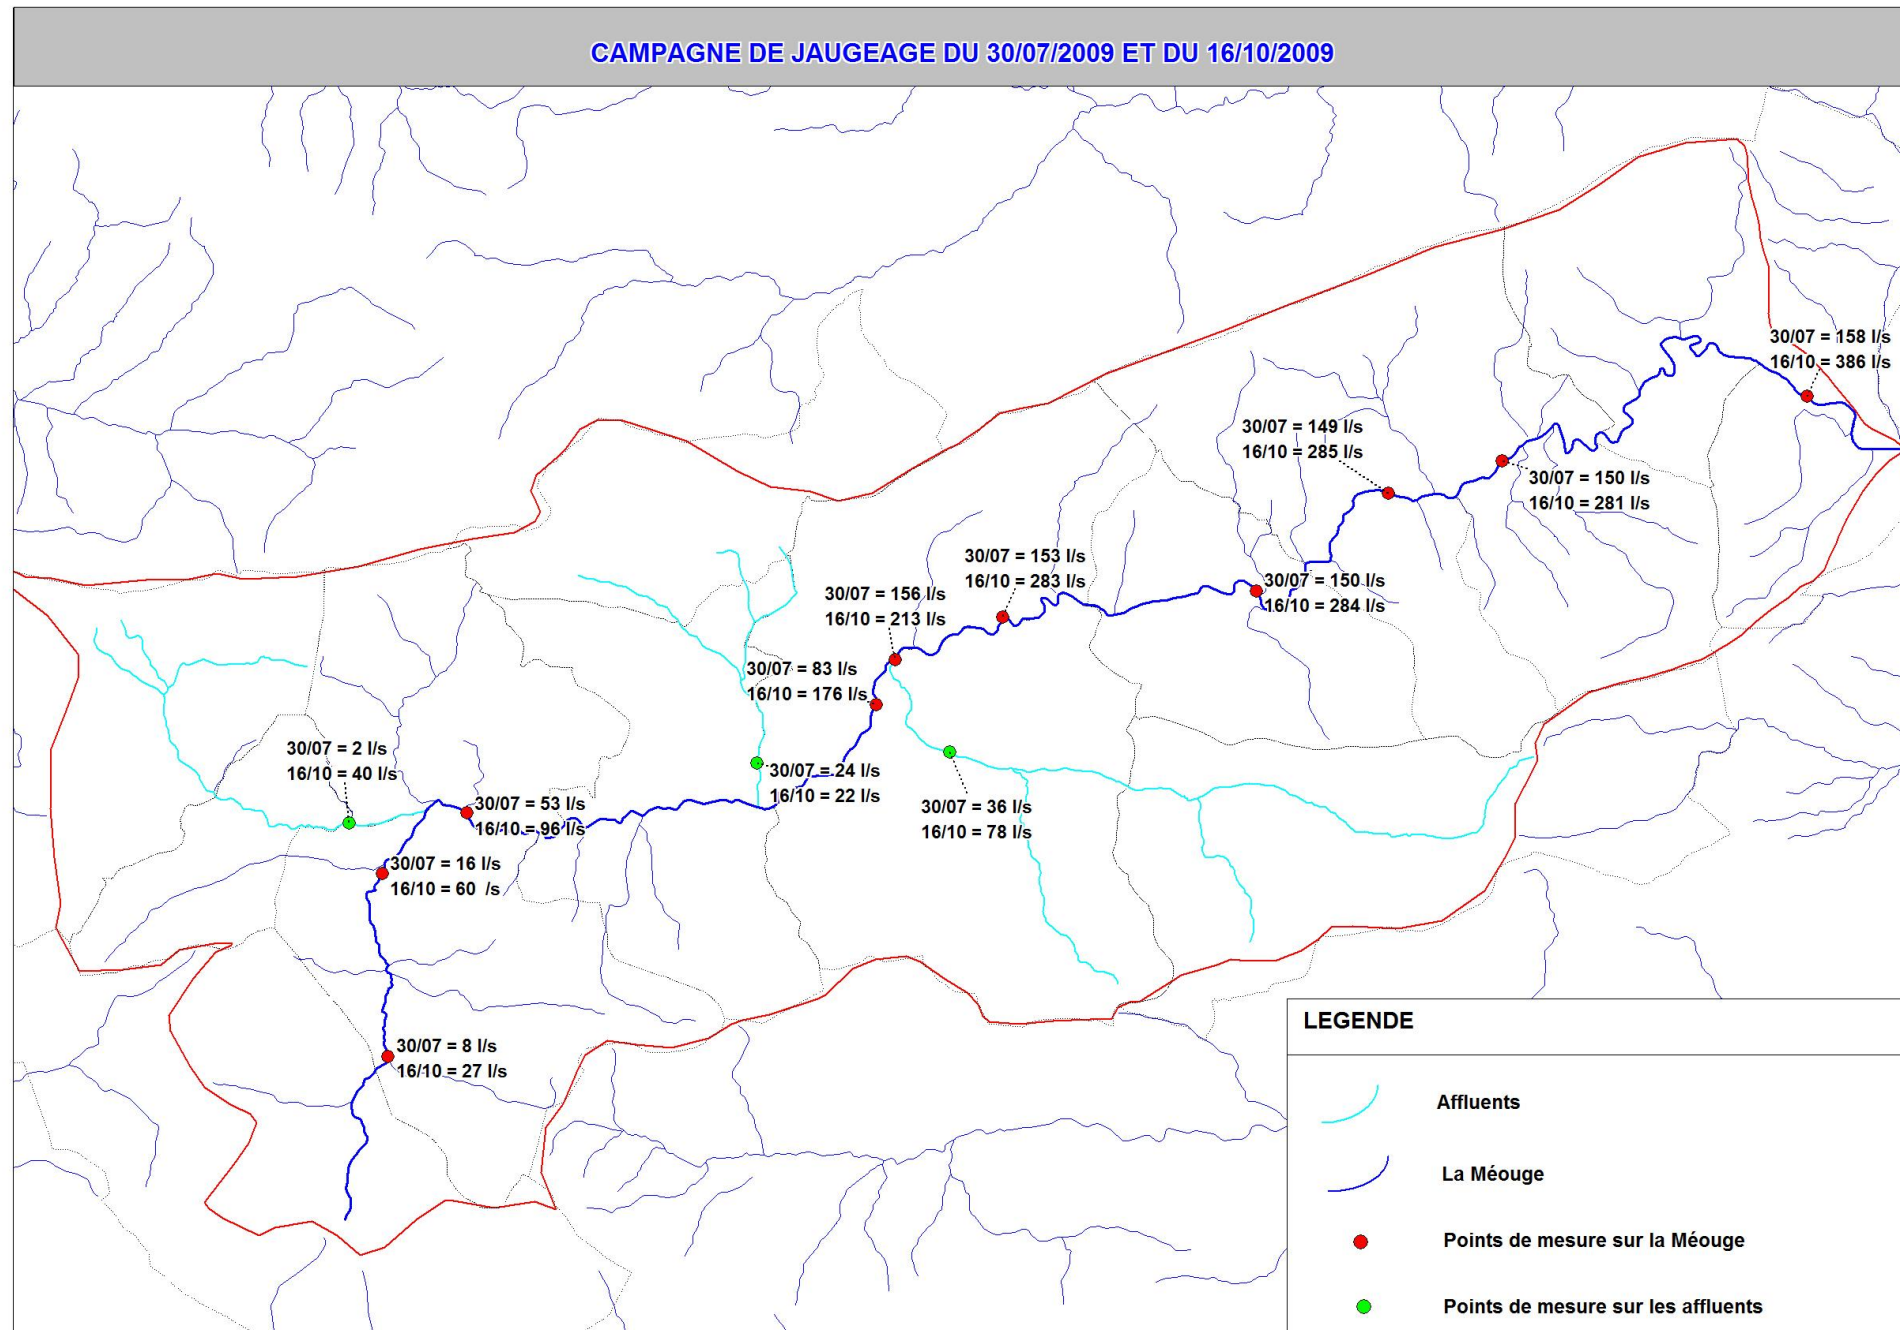 CAMPAGNE DE JAUGEAGE DU 30/07/2009 ET DU 16/10/2009
30/07 = 158 l/s
16/10 = 386 l/s
30/07 = 149 l/s
16/10 = 285 l/s
30/07 = 150 l/s
16/10 = 281 l/s
30/07 = 153 l/s
16/10 = 283 l/s
30/07 = 150 l/s
16/10 = 284 l/s
30/07 = 156 l/s
16/10 = 213 l/s
30/07 = 83 l/s
16/10 = 176 l/s
30/07 = 2 l/s
16/10 = 40 l/s
30/07 = 24 l/s
16/10 = 22 l/s
30/07 = 53 l/s
16/10 = 96 l/s
30/07 = 36 l/s
16/10 = 78 l/s
30/07 = 16 l/s
16/10 = 60 /s
30/07 = 8 l/s
16/10 = 27 l/s
LEGENDE
Affluents
La Méouge
Points de mesure sur la Méouge
Points de mesure sur les affluents